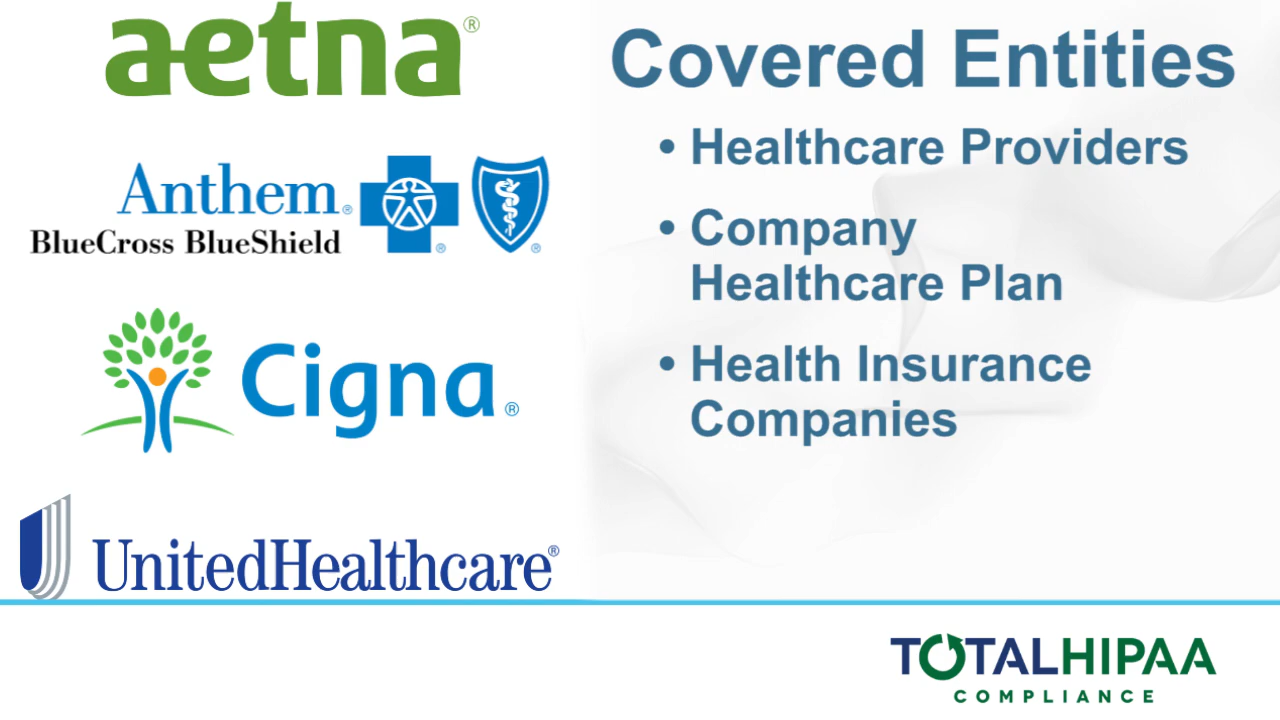 aetna®
Anthem®
BlueCross BlueShield ® ®
Cigna®
UnitedHealthcare®
Covered Entities
• Healthcare Providers
• Company
Healthcare Plan
• Health Insurance
Companies
TOTALHIPAA
COMPLIANCE